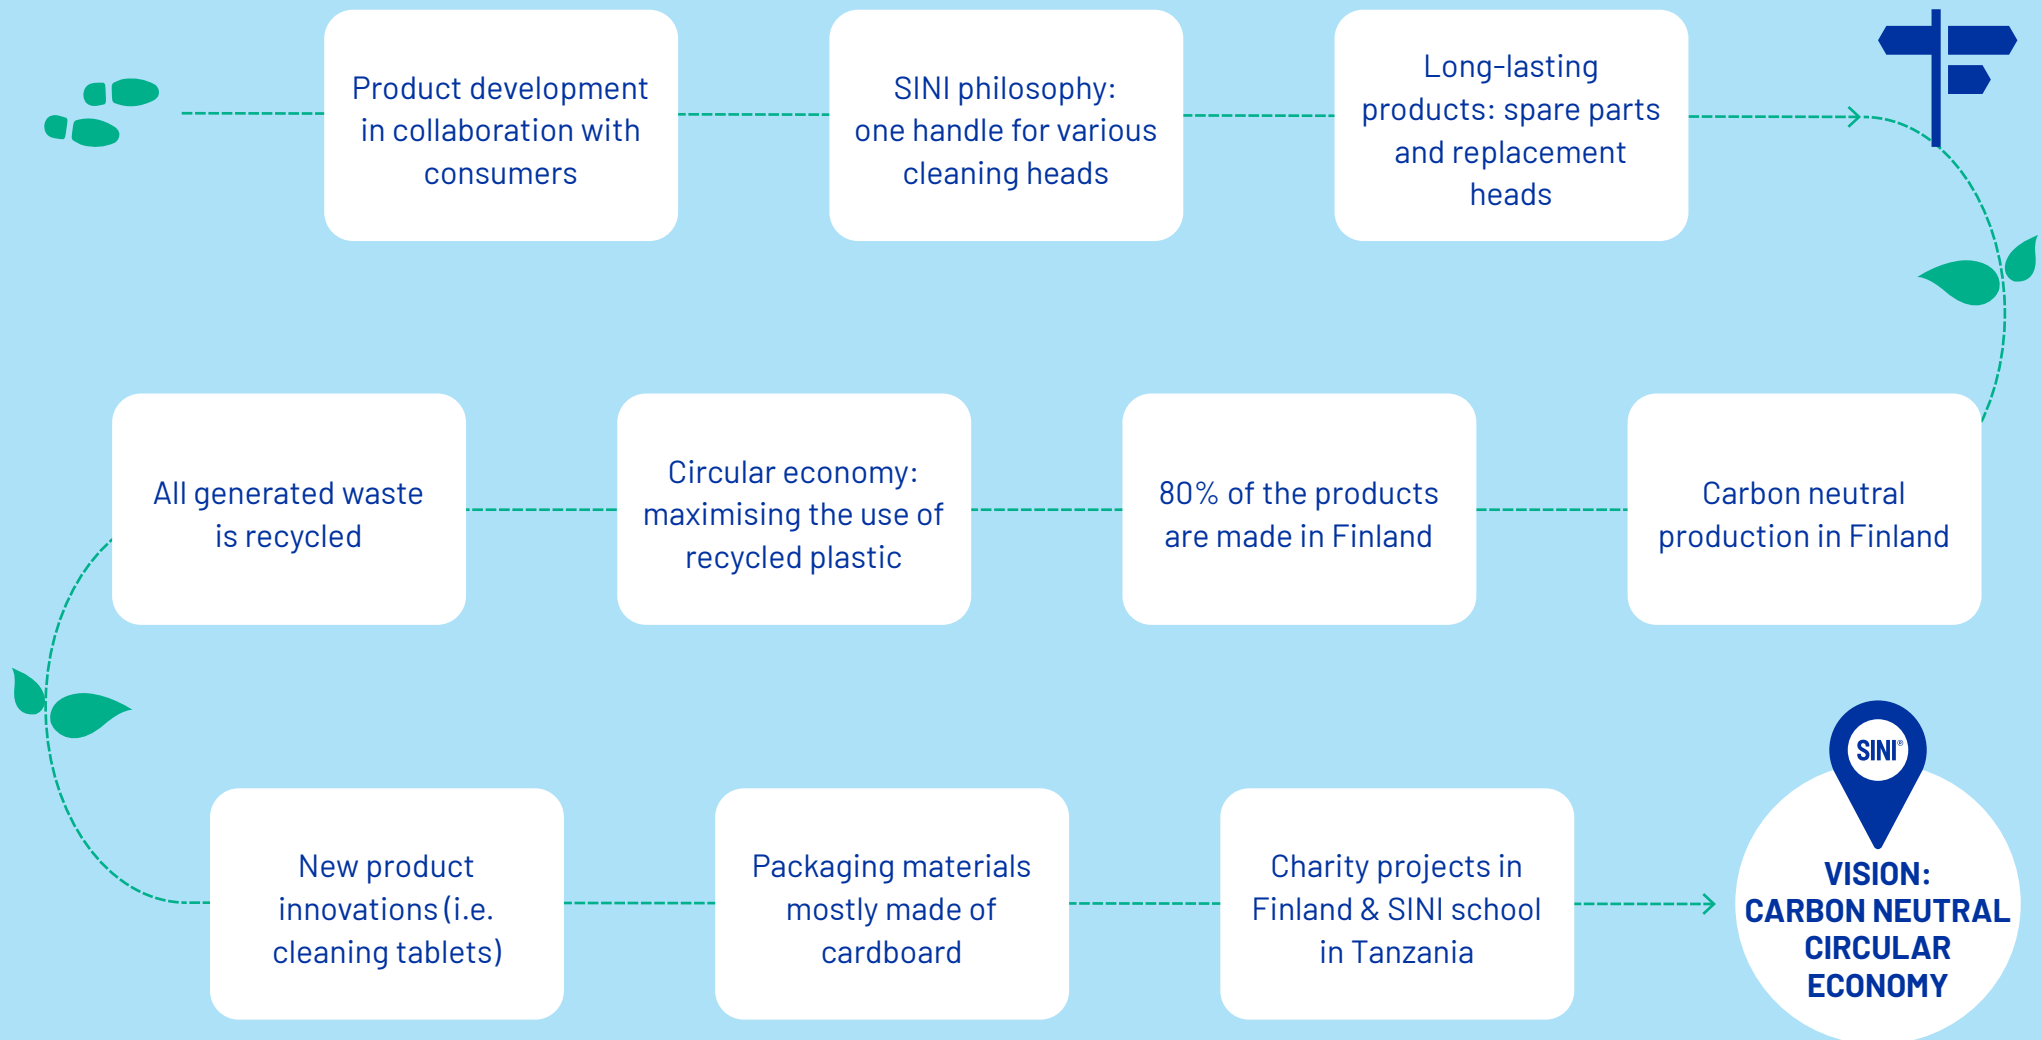 Product development
in collaboration with
consumers
SINI philosophy:
one handle for various
cleaning heads
Long-lasting
products: spare parts
and replacement
heads
Carbon neutral
production in Finland
80% of the products
are made in Finland
Circular economy:
maximising the use of
recycled plastic
All generated waste
is recycled
New product
innovations (i.e.
cleaning tablets)
Packaging materials
mostly made of
cardboard
Charity projects in
Finland & SINI school
in Tanzania
SINI®
VISION:
CARBON NEUTRAL
CIRCULAR
ECONOMY